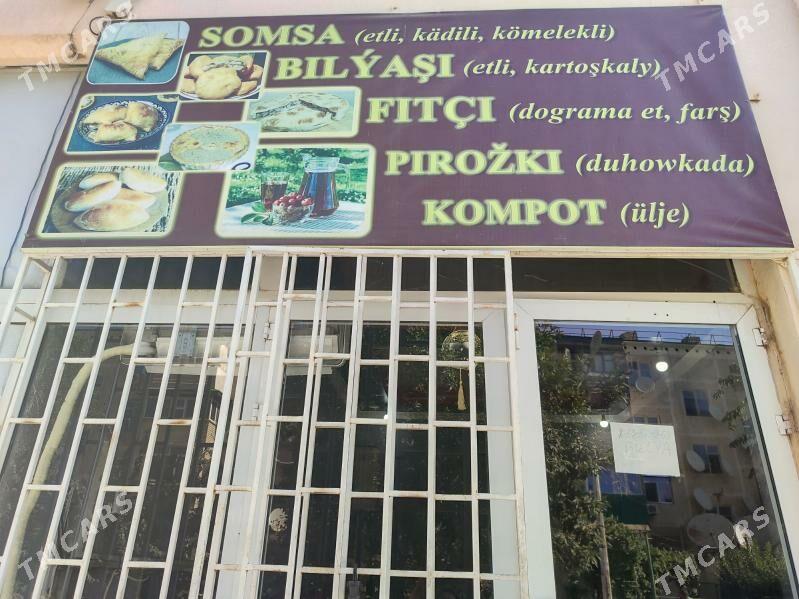 SOMSA (etli, kädili, kömelekli)
BILÝAŞI (etli, kartoşkaly)
FITÇI (dograma et, farş)
PIROŽKI (duhowkada)
KOMPOT (ülje)
TMCARS
TMCARS
TMCARS
TMCARS
TMCARS